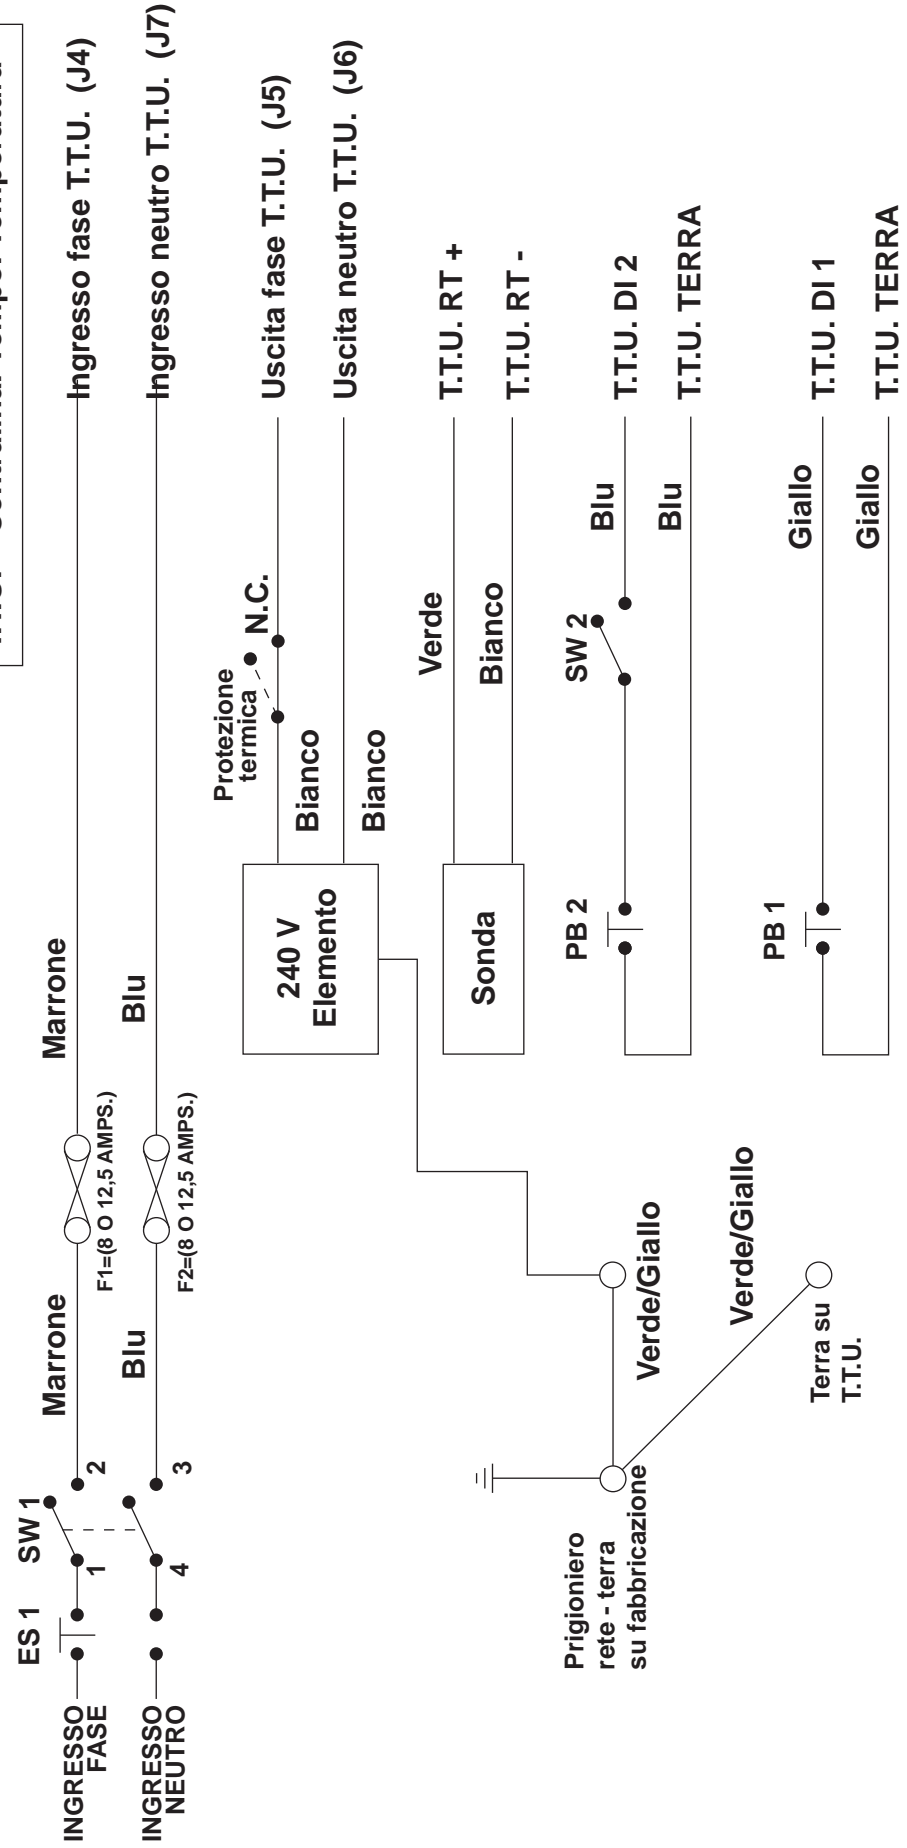 T.T.U. = Centralina Tempo/Temperatura
INGRESSO
FASE
ES 1
SW 1
1
2
Marrone
F1=(8 O 12,5 AMPS.)
Marrone
Ingresso fase T.T.U. (J4)
INGRESSO
NEUTRO
4
3
Blu
F2=(8 O 12,5 AMPS.)
Blu
Ingresso neutro T.T.U. (J7)
240 V
Elemento
Protezione
termica
N.C.
Bianco
Uscita fase T.T.U. (J5)
Bianco
Uscita neutro T.T.U. (J6)
Sonda
Verde
T.T.U. RT +
Bianco
T.T.U. RT -
PB 2
SW 2
Blu
T.T.U. DI 2
Blu
T.T.U. TERRA
PB 1
Giallo
T.T.U. DI 1
Giallo
T.T.U. TERRA
Prigioniero
rete - terra
su fabbricazione
Verde/Giallo
Verde/Giallo
Terra su
T.T.U.